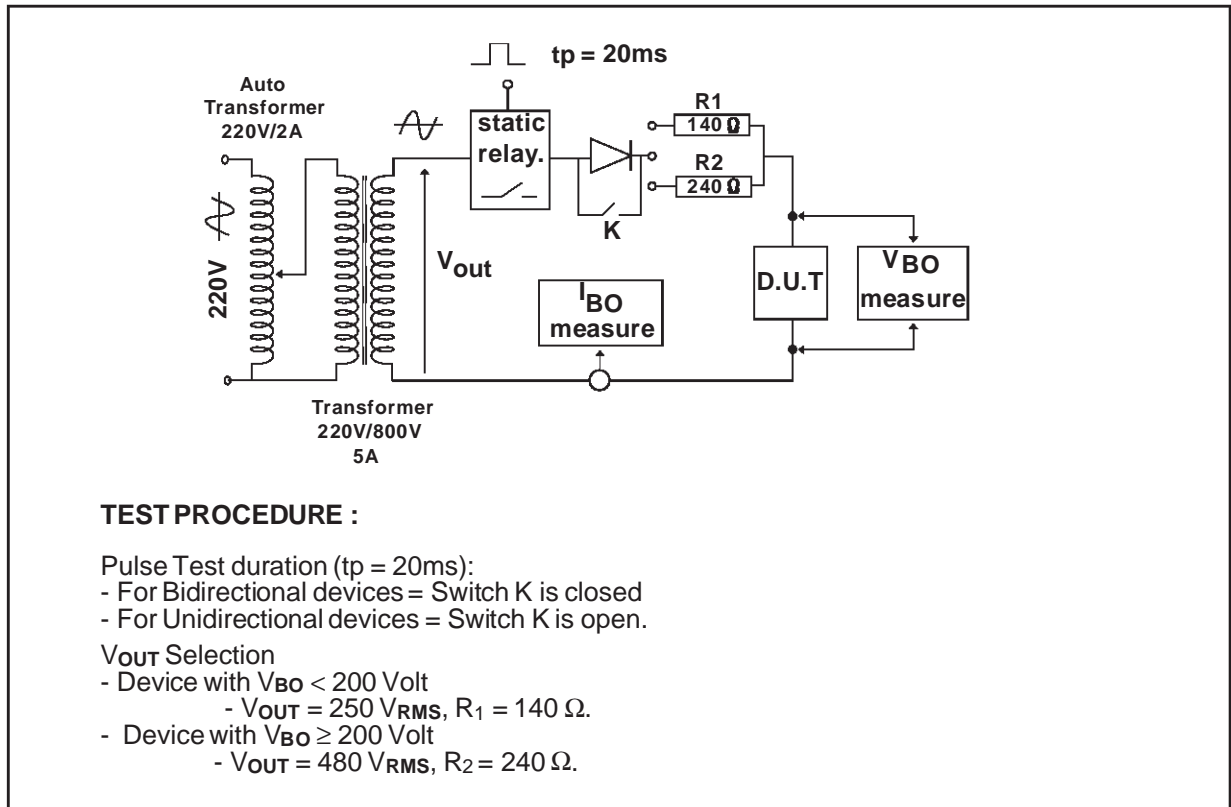 tp = 20ms
Auto
Transformer
220V/2A
static
relay.
R1
140 Ω
R2
240 Ω
K
220V
Vout
IBO
measure
D.U.T
VBO
measure
Transformer
220V/800V
5A
TEST PROCEDURE :
Pulse Test duration (tp = 20ms):
- For Bidirectional devices = Switch K is closed
- For Unidirectional devices = Switch K is open.
VOUT Selection
- Device with VBO < 200 Volt
- VOUT = 250 VRMS, R1 = 140 Ω.
- Device with VBO ≥ 200 Volt
- VOUT = 480 VRMS, R2 = 240 Ω.